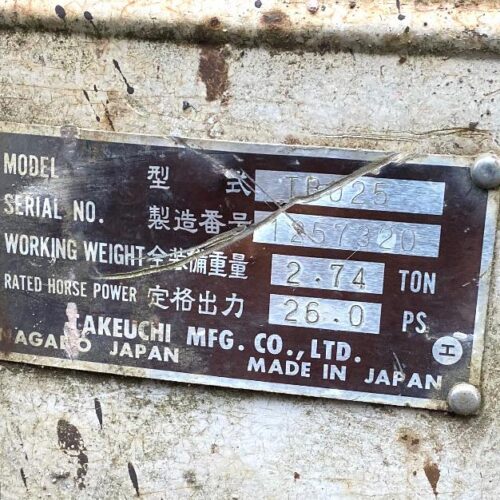 MODEL 型式 TB025
SERIAL NO. 製造番号 1257320
WORKING WEIGHT 全装備重量 2.74 TON
RATED HORSE POWER 定格出力 26.0 PS
TAKEUCHI MFG. CO., LTD.
NAGANO JAPAN MADE IN JAPAN H